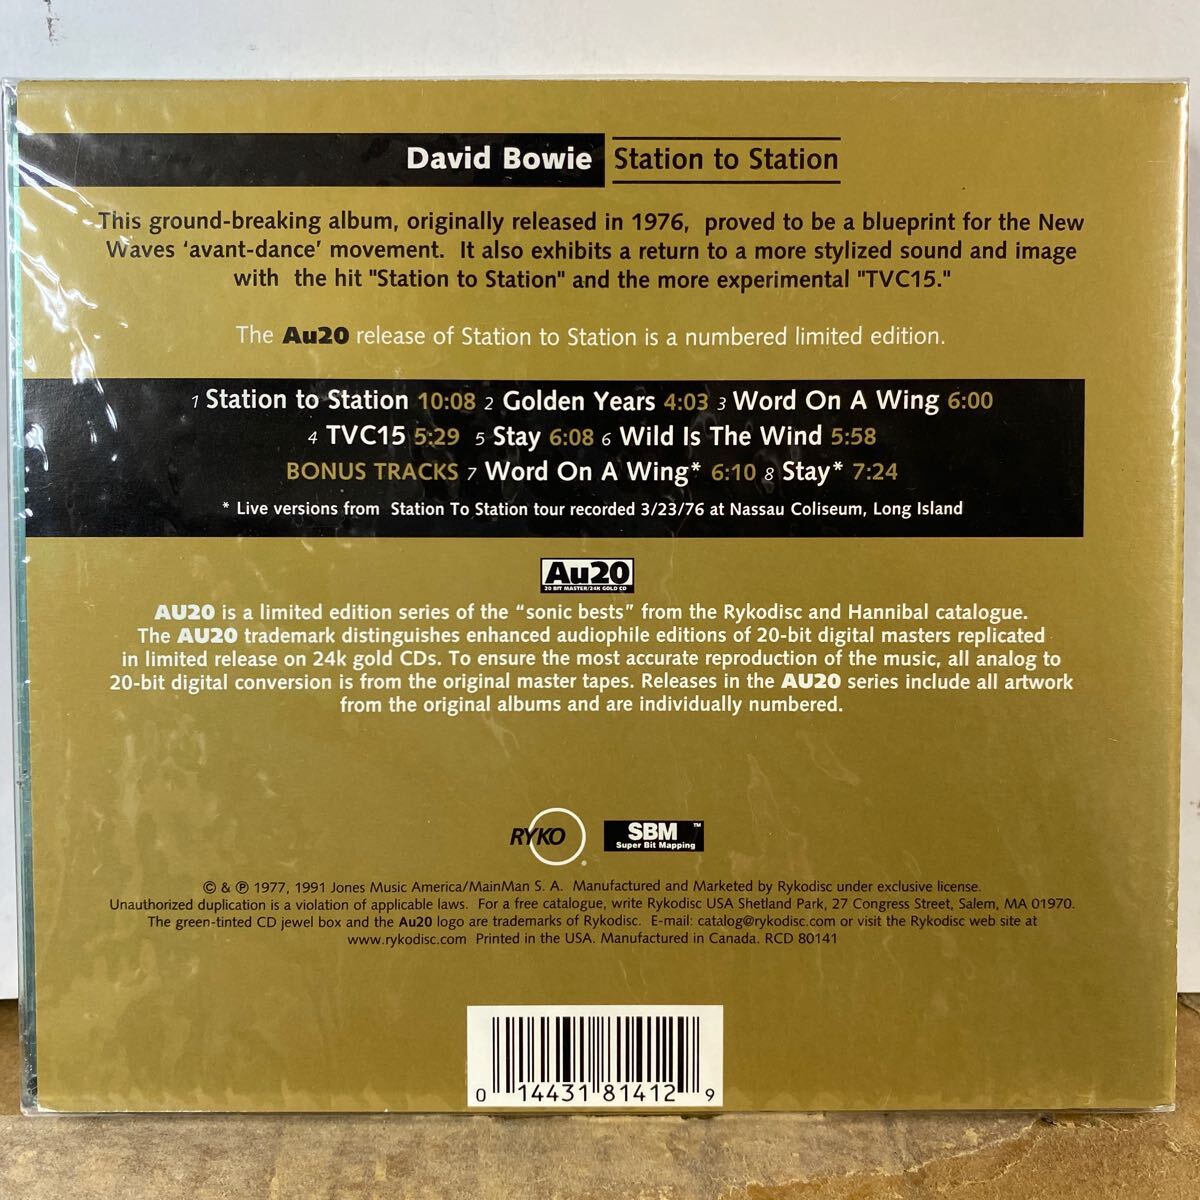 David Bowie Station to Station
This ground-breaking album, originally released in 1976, proved to be a blueprint for the New
Waves ‘avant-dance’ movement. It also exhibits a return to a more stylized sound and image
with the hit "Station to Station" and the more experimental "TVC15."
The Au20 release of Station to Station is a numbered limited edition.
1 Station to Station 10:08 2 Golden Years 4:03 3 Word On A Wing 6:00
4 TVC15 5:29 5 Stay 6:08 6 Wild Is The Wind 5:58
BONUS TRACKS 7 Word On A Wing* 6:10 8 Stay* 7:24
* Live versions from Station To Station tour recorded 3/23/76 at Nassau Coliseum, Long Island
Au20
20 BIT MASTER/24K GOLD CD
AU20 is a limited edition series of the “sonic bests” from the Rykodisc and Hannibal catalogue.
The AU20 trademark distinguishes enhanced audiophile editions of 20-bit digital masters replicated
in limited release on 24k gold CDs. To ensure the most accurate reproduction of the music, all analog to
20-bit digital conversion is from the original master tapes. Releases in the AU20 series include all artwork
from the original albums and are individually numbered.
RYKO SBM™
Super Bit Mapping
© & ℗ 1977, 1991 Jones Music America/MainMan S. A. Manufactured and Marketed by Rykodisc under exclusive license.
Unauthorized duplication is a violation of applicable laws. For a free catalogue, write Rykodisc USA Shetland Park, 27 Congress Street, Salem, MA 01970.
The green-tinted CD jewel box and the Au20 logo are trademarks of Rykodisc. E-mail: catalog@rykodisc.com or visit the Rykodisc web site at
www.rykodisc.com Printed in the USA. Manufactured in Canada. RCD 80141
0 14431 81412 9